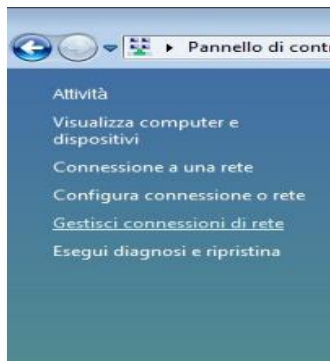 Pannello di cont
Attività
Visualizza computer e
dispositivi
Connessione a una rete
Configura connessione o rete
Gestisci connessioni di rete
Esegui diagnosi e ripristina